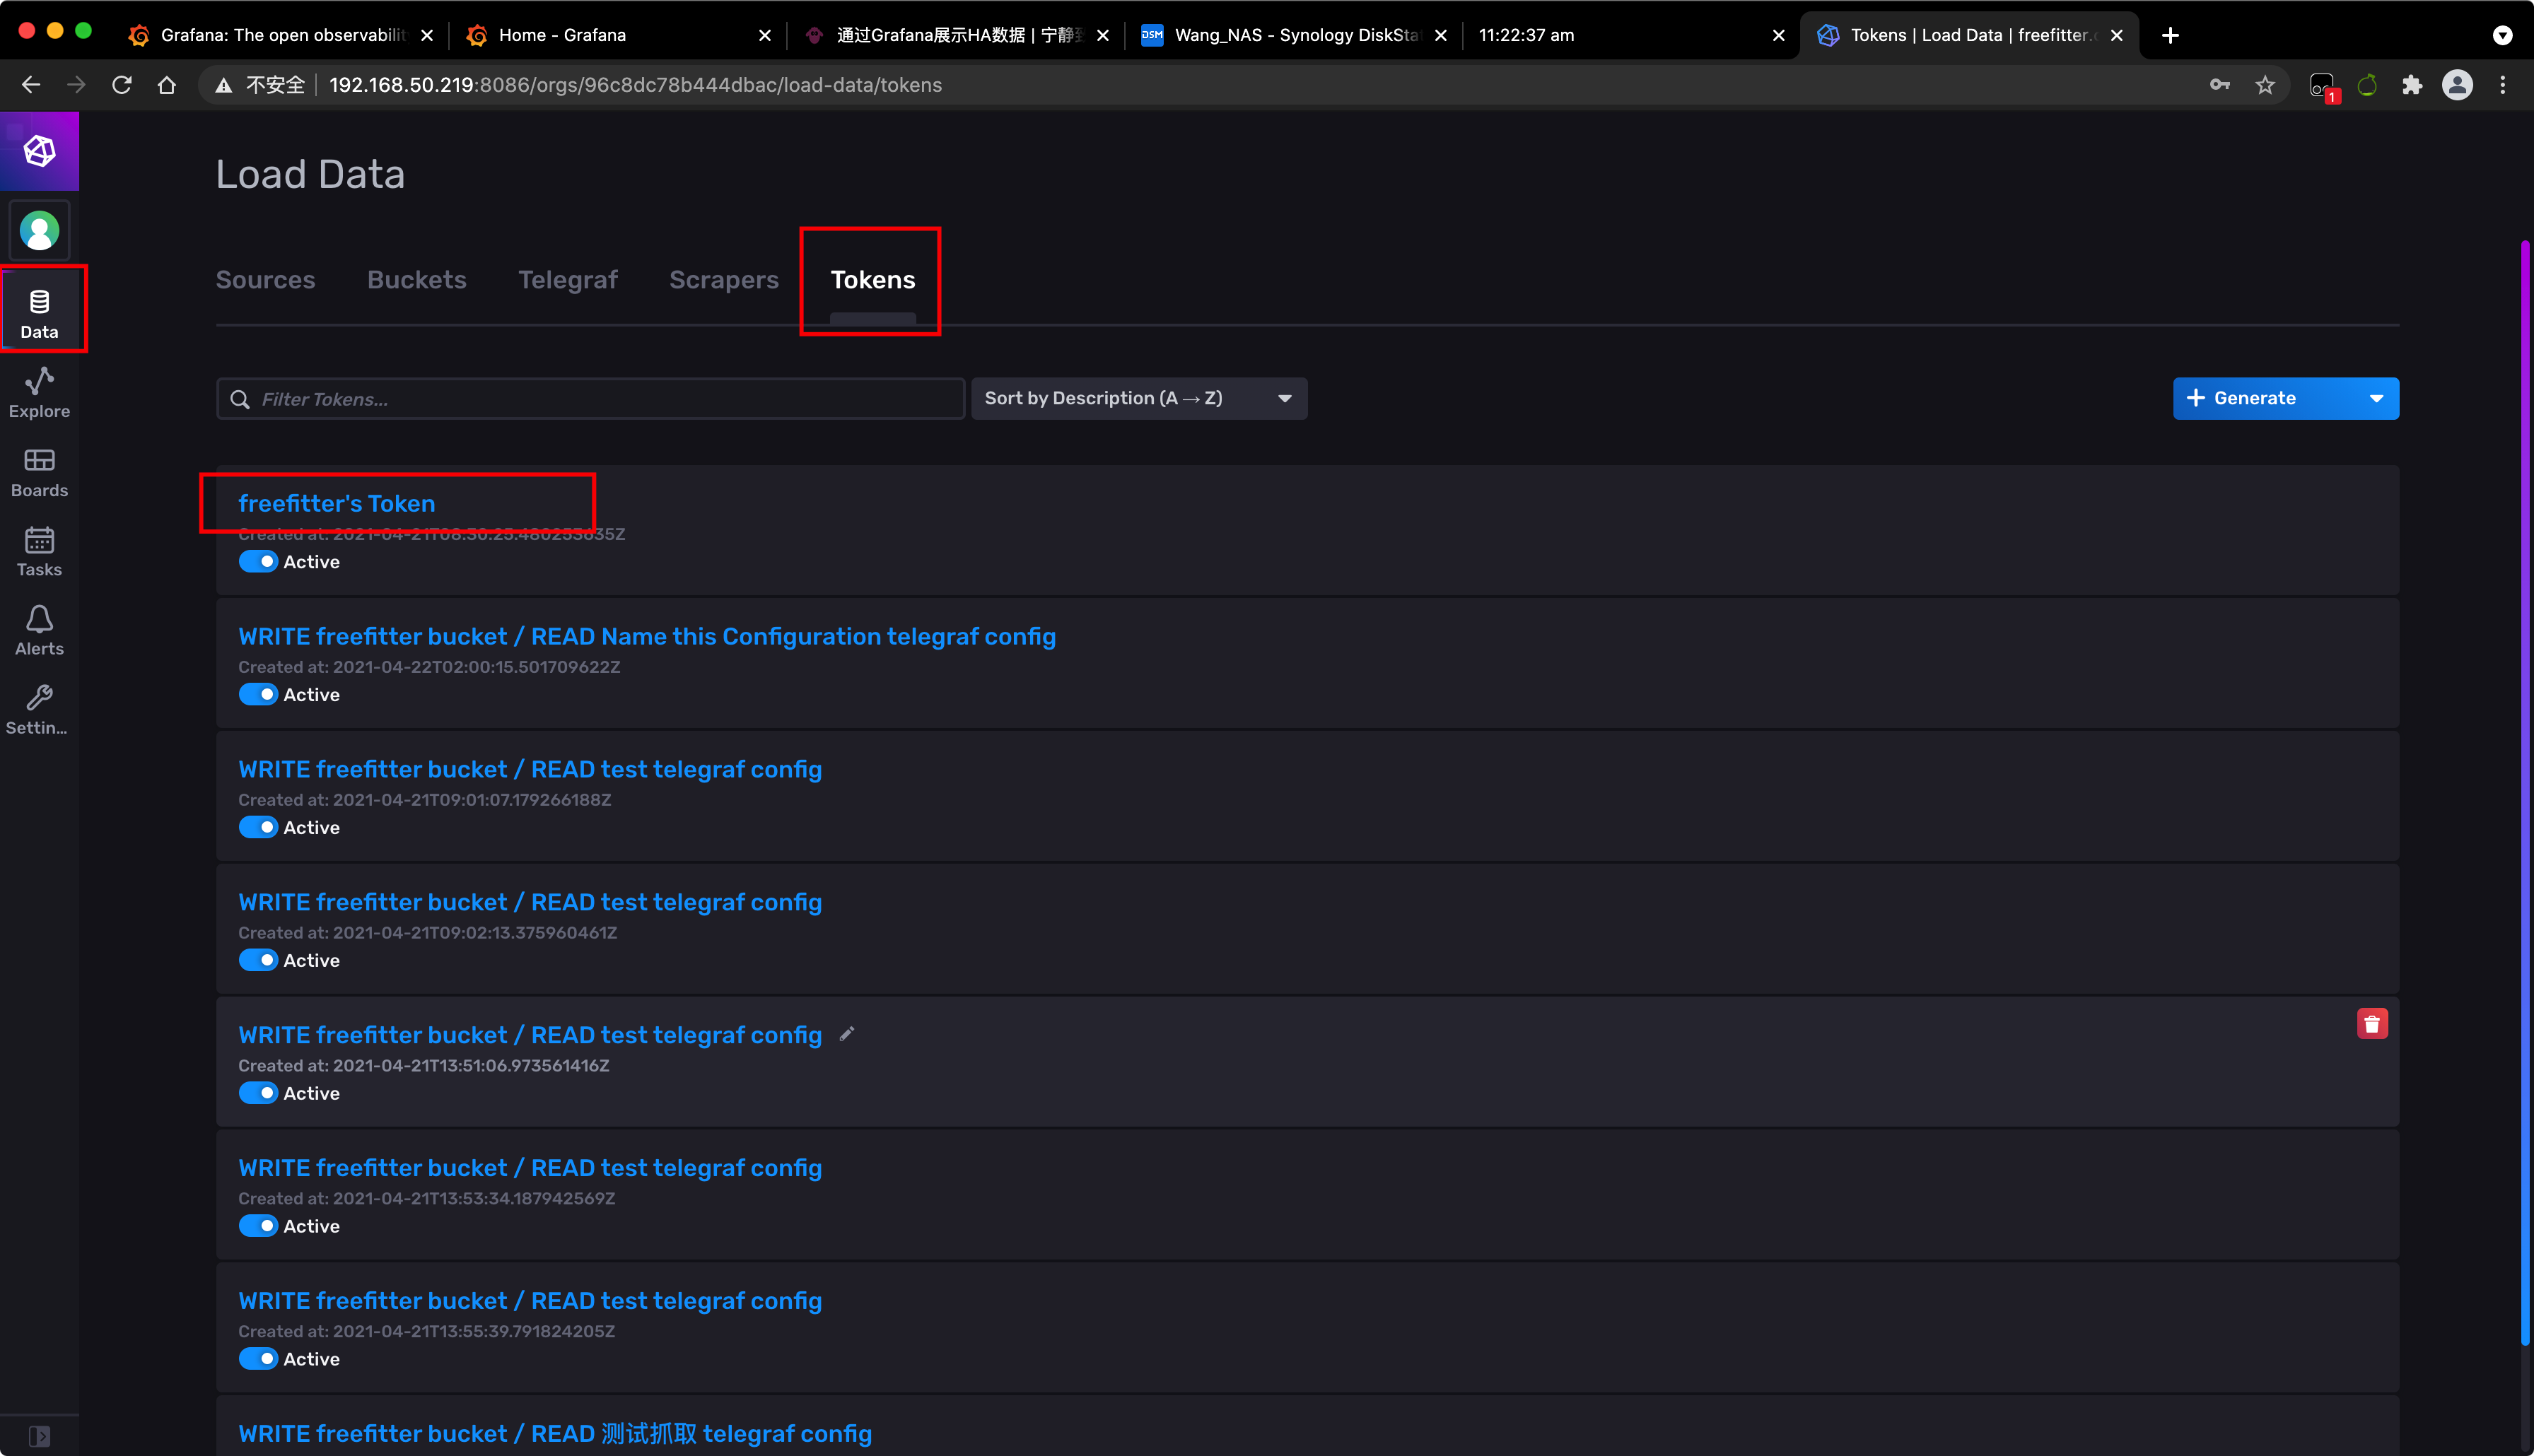 Grafana: The open observabilit
Home - Grafana
通过Grafana展示HA数据 | 宁静
DSM
Wang_NAS - Synology DiskSta
11:22:37 am
Tokens | Load Data | freefitter.
不安全
192.168.50.219:8086/orgs/96c8dc78b444dbac/load-data/tokens
1
Load Data
Sources
Buckets
Telegraf
Scrapers
Tokens
Data
Explore
Boards
Tasks
Alerts
Settin...
Filter Tokens...
Sort by Description (A → Z)
Generate
freefitter's Token
Created at: 2021-04-21T08:30:25.480253635Z
Active
WRITE freefitter bucket / READ Name this Configuration telegraf config
Created at: 2021-04-22T02:00:15.501709622Z
Active
WRITE freefitter bucket / READ test telegraf config
Created at: 2021-04-21T09:01:07.179266188Z
Active
WRITE freefitter bucket / READ test telegraf config
Created at: 2021-04-21T09:02:13.375960461Z
Active
WRITE freefitter bucket / READ test telegraf config
Created at: 2021-04-21T13:51:06.973561416Z
Active
WRITE freefitter bucket / READ test telegraf config
Created at: 2021-04-21T13:53:34.187942569Z
Active
WRITE freefitter bucket / READ test telegraf config
Created at: 2021-04-21T13:55:39.791824205Z
Active
WRITE freefitter bucket / READ 测试抓取 telegraf config